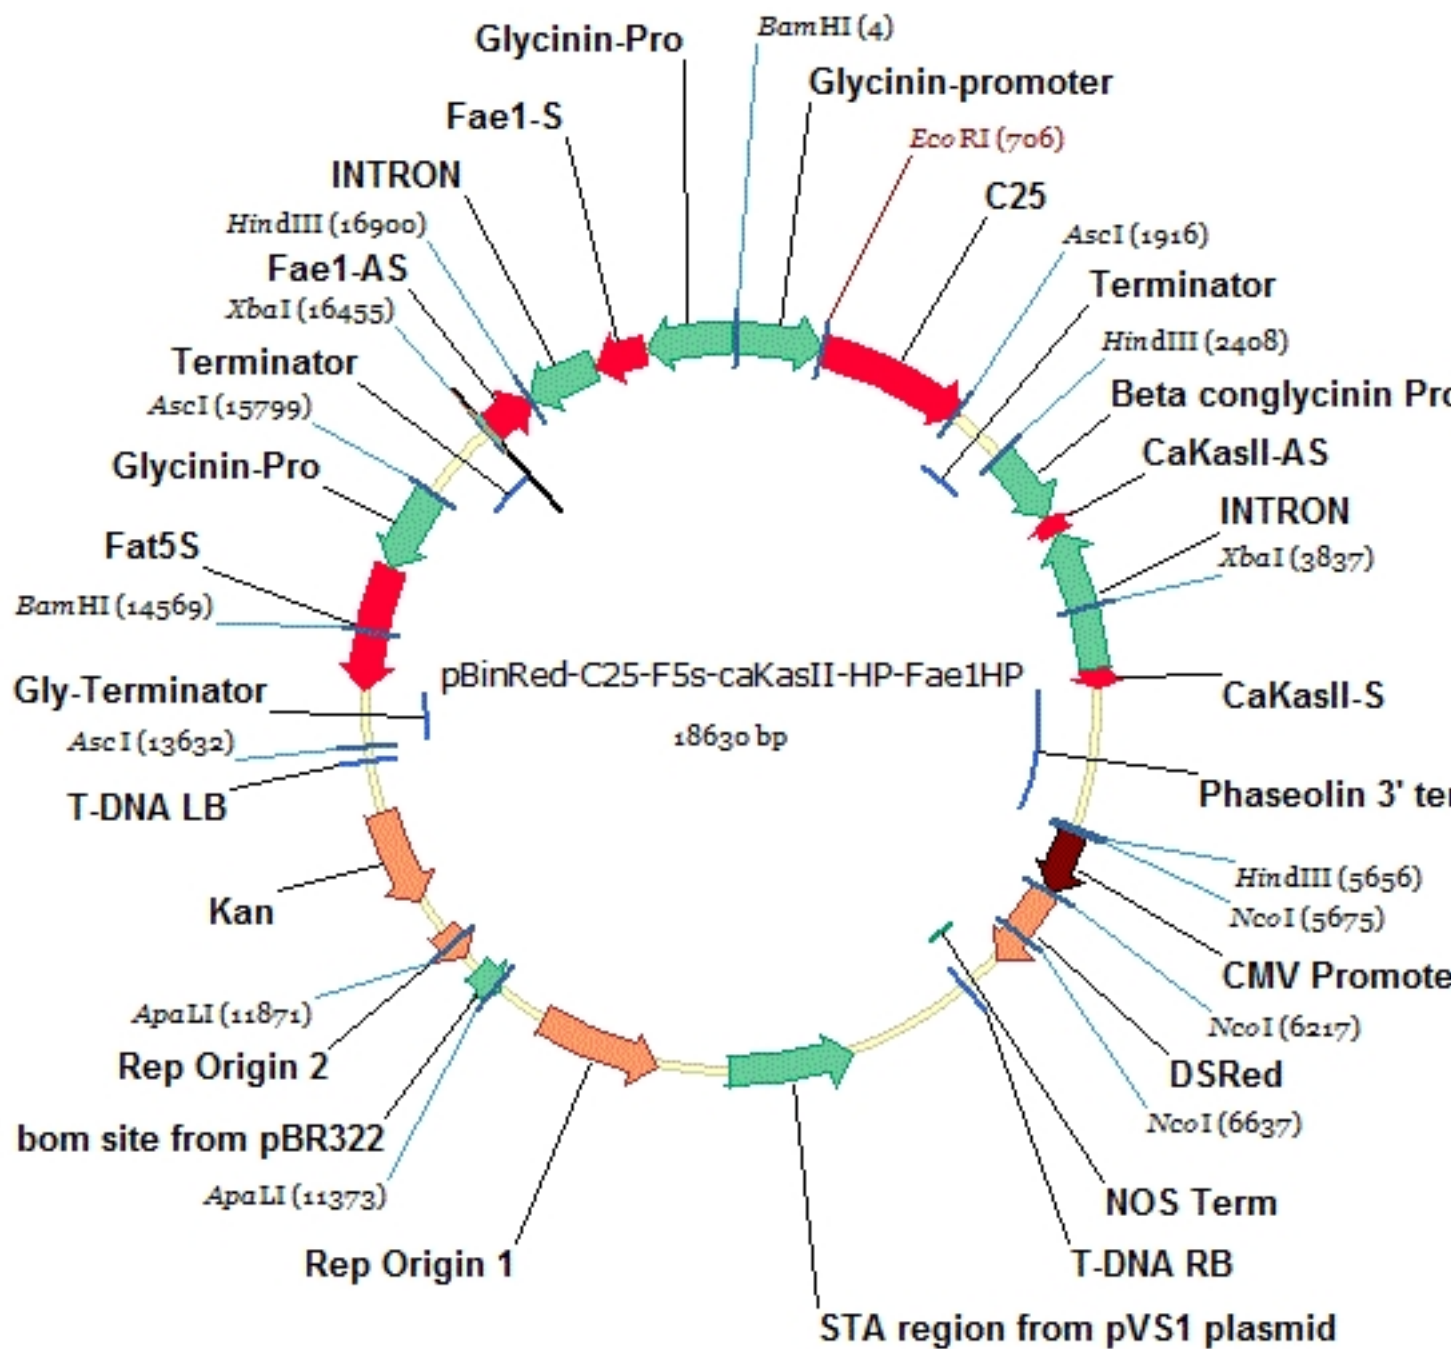 Glycinin-Pro
BamHI (4)
Glycinin-promoter
Fae1-S
EcoRI (706)
INTRON
C25
HindIII (16900)
AscI (1916)
Fae1-AS
Terminator
XbaI (16455)
HindIII (2408)
Terminator
AscI (15799)
Beta conglycinin Pro
Glycinin-Pro
CaKasII-AS
INTRON
Fat5S
XbaI (3837)
BamHI (14569)
pBinRed-C25-F5s-caKasII-HP-Fae1HP
18630 bp
Gly-Terminator
CaKasII-S
AscI (13632)
T-DNA LB
Phaseolin 3' ter
HindIII (5656)
Kan
NcoI (5675)
CMV Promote
ApaLI (11871)
NcoI (6217)
Rep Origin 2
DSRed
bom site from pBR322
NcoI (6637)
ApaLI (11373)
NOS Term
Rep Origin 1
T-DNA RB
STA region from pVS1 plasmid